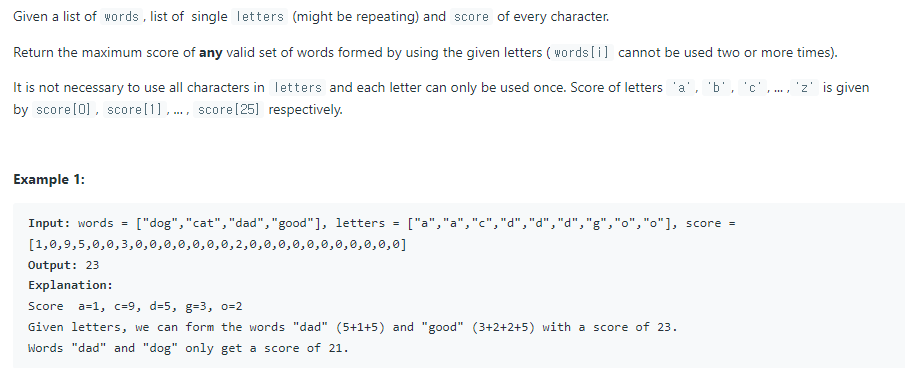 Given a list of words , list of single letters (might be repeating) and score of every character.
Return the maximum score of any valid set of words formed by using the given letters ( words[i] cannot be used two or more times).
It is not necessary to use all characters in letters and each letter can only be used once. Score of letters 'a' , 'b' , 'c' , ... , 'z' is given
by score[0] , score[1] , ... , score[25] respectively.
Example 1:
Input: words = ["dog","cat","dad","good"], letters = ["a","a","c","d","d","d","g","o","o"], score =
[1,0,9,5,0,0,3,0,0,0,0,0,0,0,2,0,0,0,0,0,0,0,0,0,0,0]
Output: 23
Explanation:
Score  a=1, c=9, d=5, g=3, o=2
Given letters, we can form the words "dad" (5+1+5) and "good" (3+2+2+5) with a score of 23.
Words "dad" and "dog" only get a score of 21.